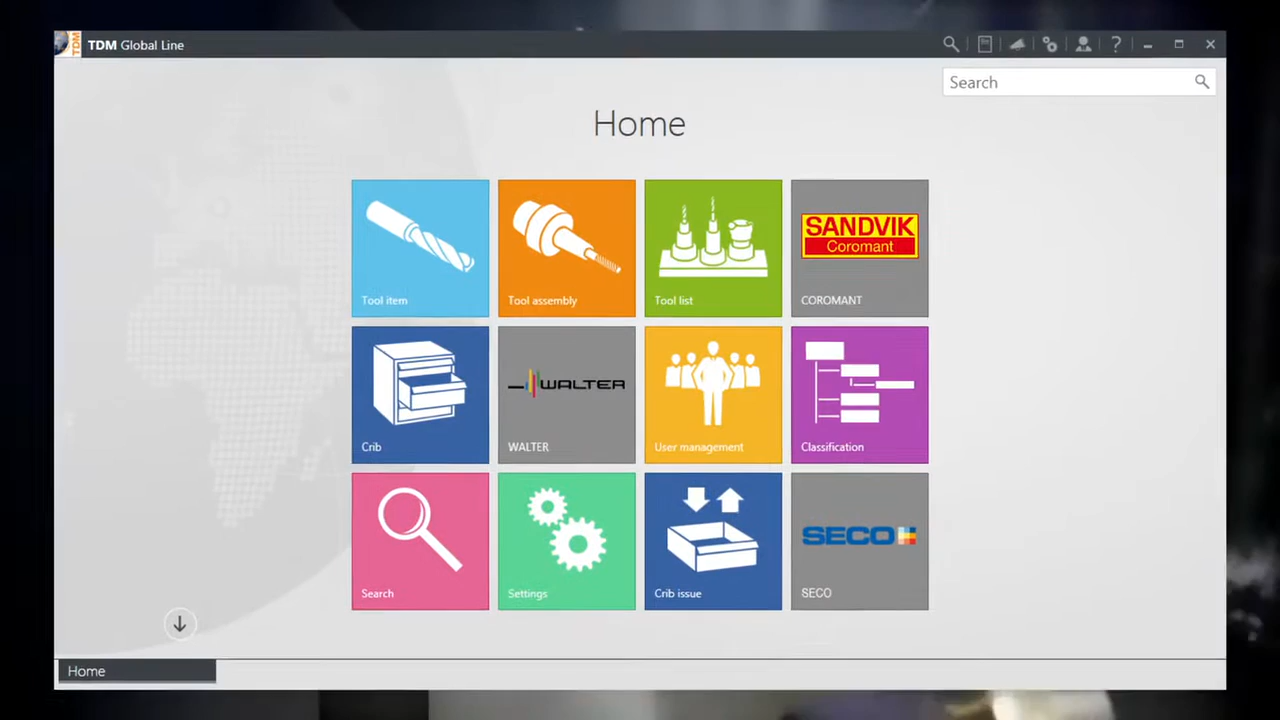 TDM
TDM Global Line
?
Search
Home
Tool item
Tool assembly
Tool list
SANDVIK
Coromant
COROMANT
Crib
WALTER
WALTER
User management
Classification
Search
Settings
Crib issue
SECO
SECO
Home